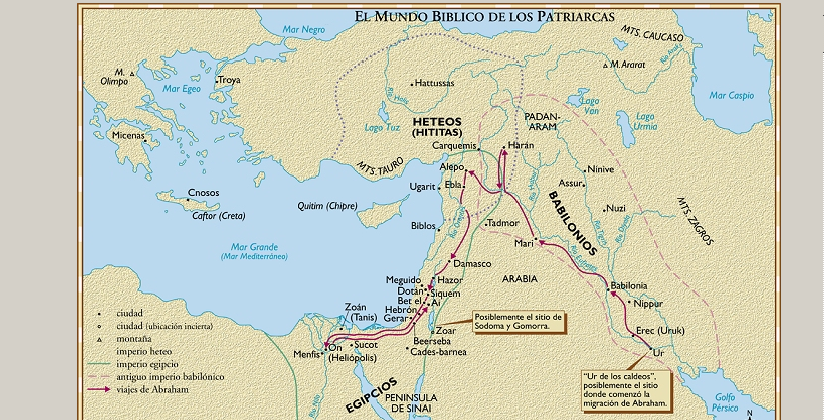 EL MUNDO BIBLICO DE LOS PATRIARCAS
Mar Negro
MTS. CAUCASO
M. Olimpo
Troya
Mar Egeo
Hattussas
Río Halis
M. Ararat
Mar Caspio
Micenas
Lago Tuz
HETEOS
(HITITAS)
PADAN-
ARAM
Lago
Van
Lago
Urmia
MTS. TAURO
Carquemis
Harán
Alepo
Ebla
Ugarit
Nínive
Assur
Nuzi
MTS. ZAGROS
Cnosos
Caftor (Creta)
Quitim (Chipre)
Biblos
Tadmor
BABILONIOS
Mari
Mar Grande
(Mar Mediterráneo)
Damasco
ARABIA
Babilonia
Nippur
Erec (Uruk)
Ur
Meguido
Hazor
Dotán
Siquem
Bet el
Ai
Hebrón
Gerar
Zoar
Beerseba
Cades-barnea
Posiblemente el sitio de
Sodoma y Gomorra.
Zoán
(Tanis)
On
(Heliópolis)
Sucot
Menfis
EGIPCIOS
PENINSULA
DE SINAI
"Ur de los caldeos",
posiblemente el sitio
donde comenzó la
migración de Abraham.
Golfo
Pérsico
N
ciudad
ciudad (ubicación incierta)
montaña
imperio heteo
imperio egipcio
antiguo imperio babilónico
viajes de Abraham